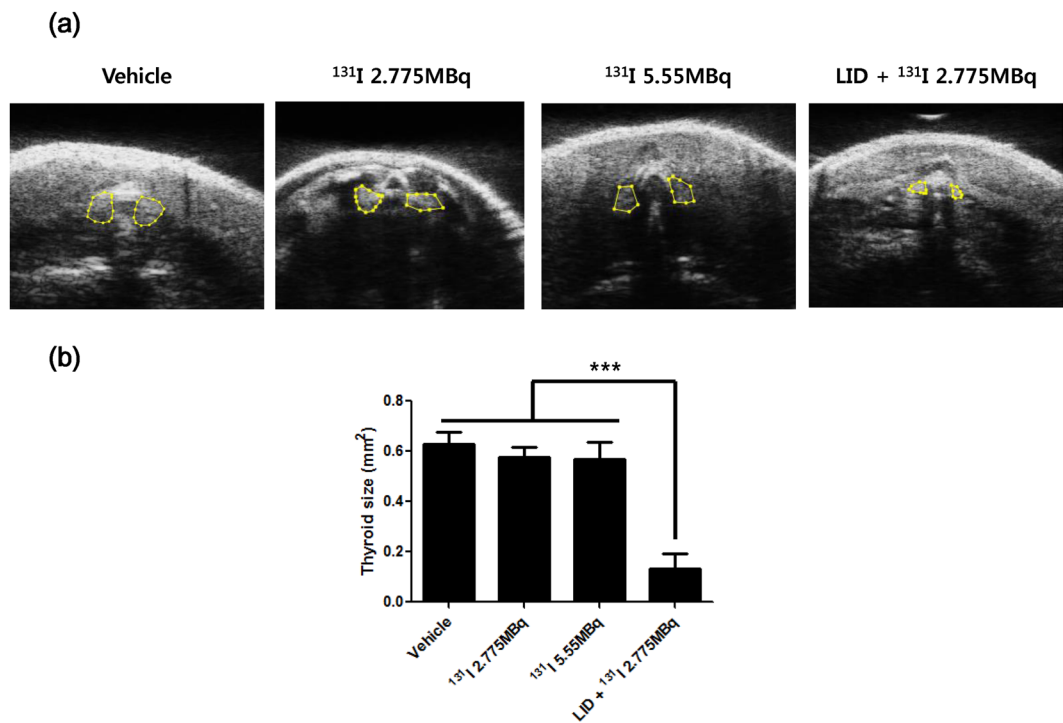 (a)
Vehicle
¹³¹I 2.775MBq
¹³¹I 5.55MBq
LID + ¹³¹I 2.775MBq
(b)
***
Thyroid size (mm²)
0.8
0.6
0.4
0.2
0.0
Vehicle
¹³¹I 2.775MBq
¹³¹I 5.55MBq
LID + ¹³¹I 2.775MBq